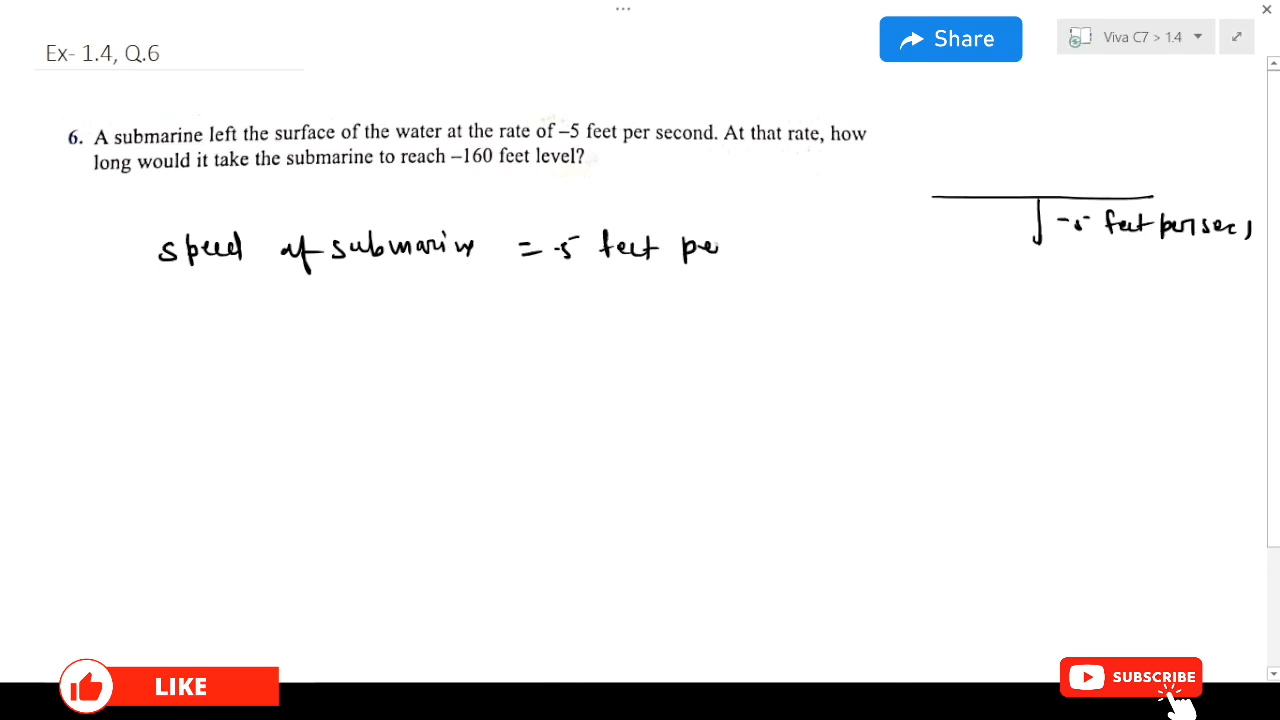 Ex- 1.4, Q.6
Share
Viva C7 > 1.4
6. A submarine left the surface of the water at the rate of –5 feet per second. At that rate, how
long would it take the submarine to reach –160 feet level?
-5 feet per sec
speed of submarine = -5 feet pe
LIKE
SUBSCRIBE